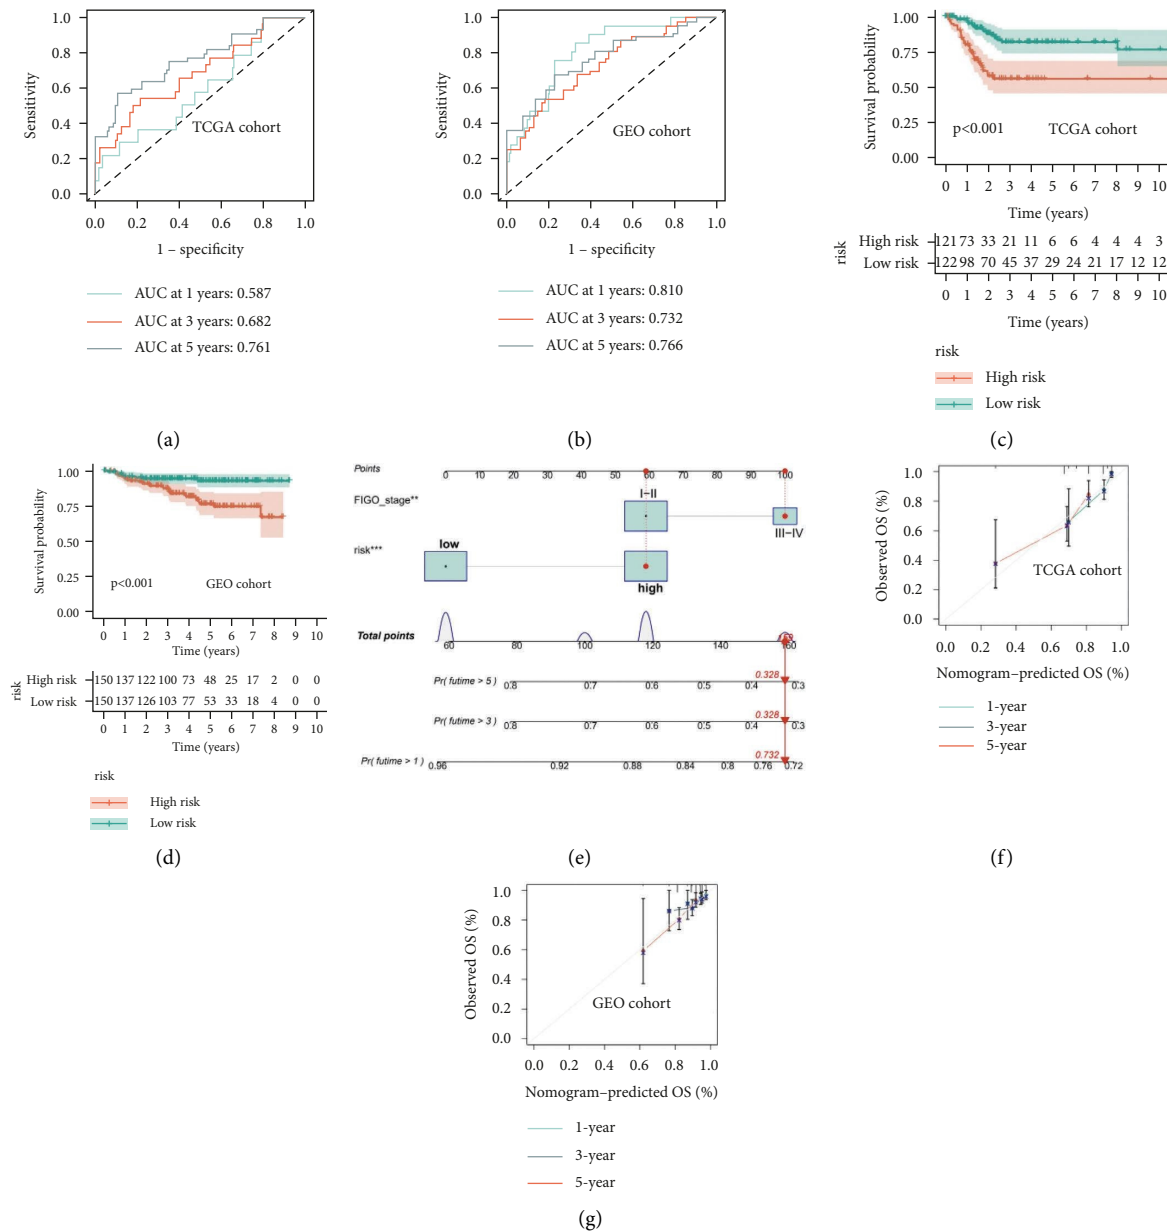 1.0
0.8
0.6
0.4
0.2
0.0
Sensitivity
TCGA cohort
0.0 0.2 0.4 0.6 0.8 1.0
1 – specificity
AUC at 1 years: 0.587
AUC at 3 years: 0.682
AUC at 5 years: 0.761
(a)
1.0
0.8
0.6
0.4
0.2
0.0
Sensitivity
GEO cohort
0.0 0.2 0.4 0.6 0.8 1.0
1 – specificity
AUC at 1 years: 0.810
AUC at 3 years: 0.732
AUC at 5 years: 0.766
(b)
1.00
0.75
0.50
0.25
0.00
Survival probability
p<0.001 TCGA cohort
0 1 2 3 4 5 6 7 8 9 10
Time (years)
risk
High risk 121 73 33 21 11 6 6 4 4 4 3
Low risk 122 98 70 45 37 29 24 21 17 12 12
0 1 2 3 4 5 6 7 8 9 10
Time (years)
risk
High risk
Low risk
(c)
1.00
0.75
0.50
0.25
0.00
Survival probability
p<0.001 GEO cohort
0 1 2 3 4 5 6 7 8 9 10
Time (years)
risk
High risk 150 137 122 100 73 48 25 17 2 0 0
Low risk 150 137 126 103 77 53 33 18 4 0 0
0 1 2 3 4 5 6 7 8 9 10
Time (years)
risk
High risk
Low risk
(d)
Points
0 10 20 30 40 50 60 70 80 90 100
FIGO_stage**
I–II
III–IV
risk***
low
high
Total points
60 80 100 120 140 160
0.328
Pr( futime > 5 )
0.8 0.7 0.6 0.5 0.4 0.3
0.328
Pr( futime > 3 )
0.8 0.7 0.6 0.5 0.4 0.3
0.732
Pr( futime > 1 )
0.96 0.92 0.88 0.84 0.8 0.76 0.72
(e)
1.0
0.8
0.6
0.4
0.2
0.0
Observed OS (%)
TCGA cohort
0.0 0.2 0.4 0.6 0.8 1.0
Nomogram–predicted OS (%)
1-year
3-year
5-year
(f)
1.0
0.8
0.6
0.4
0.2
0.0
Observed OS (%)
GEO cohort
0.0 0.2 0.4 0.6 0.8 1.0
Nomogram–predicted OS (%)
1-year
3-year
5-year
(g)